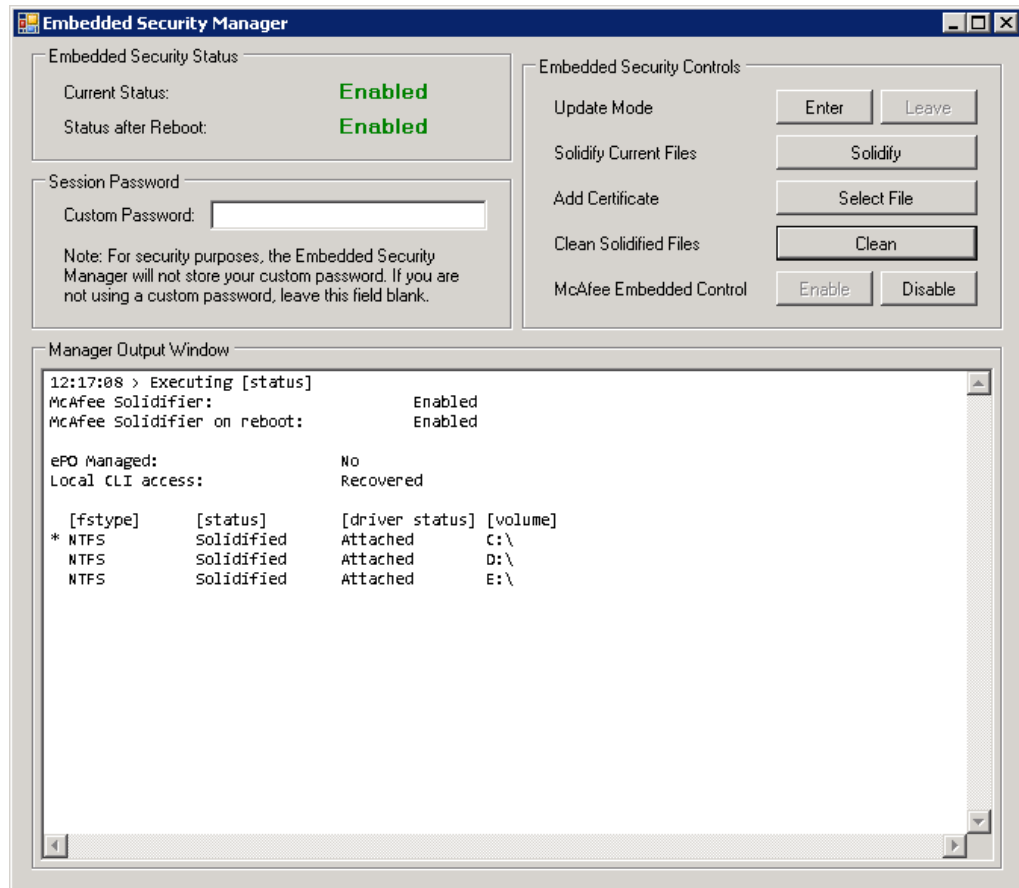 Embedded Security Manager
Embedded Security Status
Current Status: Enabled
Status after Reboot: Enabled
Session Password
Custom Password:
Note: For security purposes, the Embedded Security
Manager will not store your custom password. If you are
not using a custom password, leave this field blank.
Embedded Security Controls
Update Mode Enter Leave
Solidify Current Files Solidify
Add Certificate Select File
Clean Solidified Files Clean
McAfee Embedded Control Enable Disable
Manager Output Window
12:17:08 > Executing [status]
McAfee Solidifier: Enabled
McAfee Solidifier on reboot: Enabled
ePO Managed: No
Local CLI access: Recovered
[fstype] [status] [driver status] [volume]
* NTFS Solidified Attached C:\
NTFS Solidified Attached D:\
NTFS Solidified Attached E:\